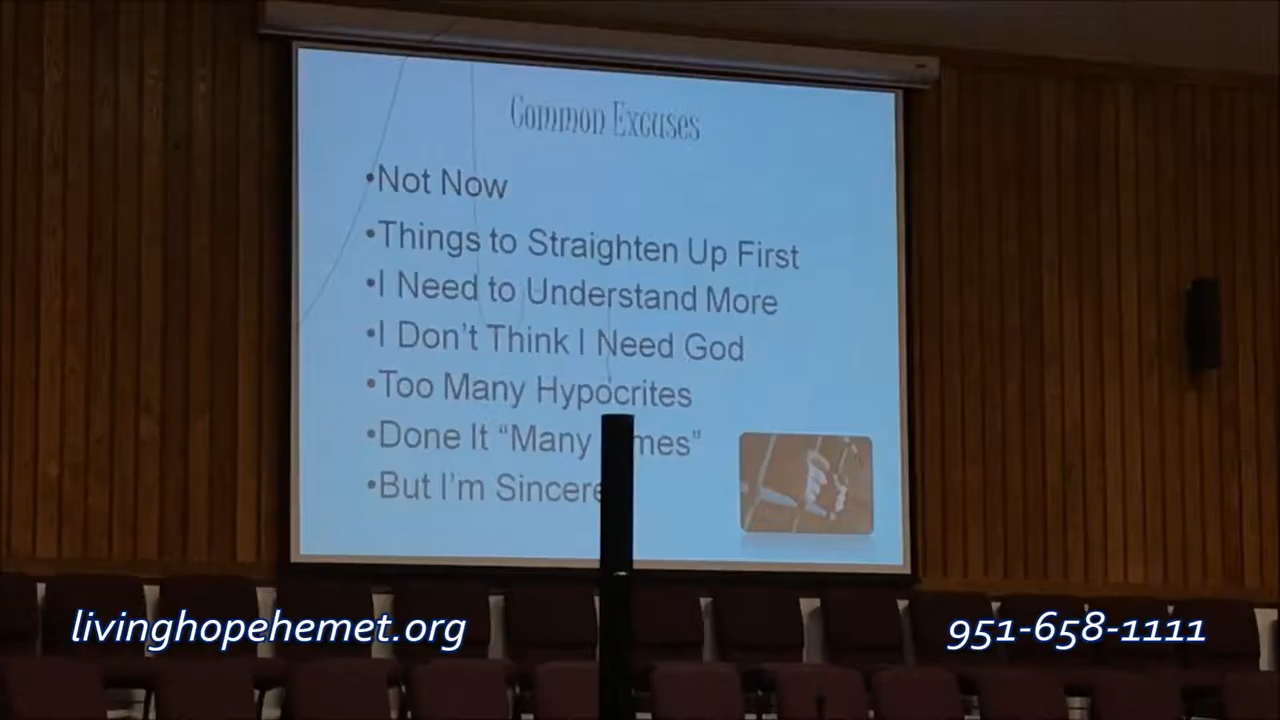 Common Excuses
•Not Now
•Things to Straighten Up First
•I Need to Understand More
•I Don't Think I Need God
•Too Many Hypocrites
•Done It “Many mes”
•But I'm Sincere
livinghopehemet.org
951-658-1111